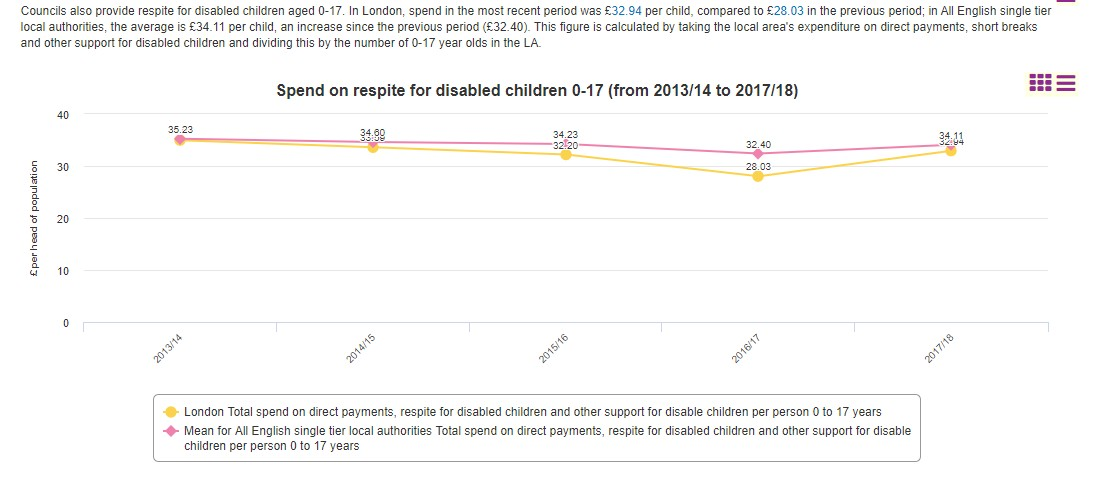 Councils also provide respite for disabled children aged 0-17. In London, spend in the most recent period was £32.94 per child, compared to £28.03 in the previous period; in All English single tier
local authorities, the average is £34.11 per child, an increase since the previous period (£32.40). This figure is calculated by taking the local area's expenditure on direct payments, short breaks
and other support for disabled children and dividing this by the number of 0-17 year olds in the LA.
Spend on respite for disabled children 0-17 (from 2013/14 to 2017/18)
£per head of population
40
30
20
10
0
35.23
34.60
34.23
32.20
32.40
28.03
34.11
32.94
2013/14
2014/15
2015/16
2016/17
2017/18
London Total spend on direct payments, respite for disabled children and other support for disable children per person 0 to 17 years
Mean for All English single tier local authorities Total spend on direct payments, respite for disabled children and other support for disable
children per person 0 to 17 years